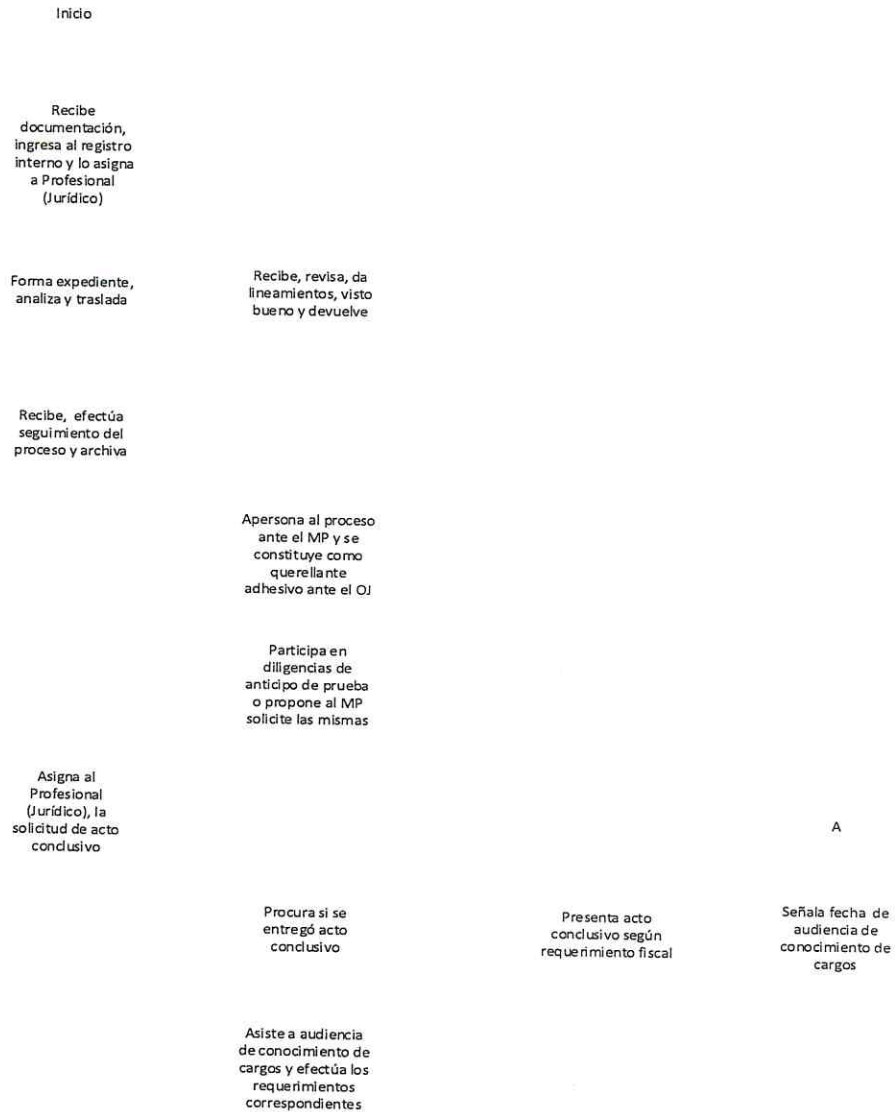 Inicio
Recibe
documentación,
ingresa al registro
interno y lo asigna
a Profesional
(Jurídico)
Forma expediente,
analiza y traslada
Recibe, revisa, da
lineamientos, visto
bueno y devuelve
Recibe, efectúa
seguimiento del
proceso y archiva
Apersona al proceso
ante el MP y se
constituye como
querellante
adhesivo ante el OJ
Participa en
diligencias de
anticipo de prueba
o propone al MP
solicite las mismas
Asigna al
Profesional
(Jurídico), la
solicitud de acto
conclusivo
A
Procura si se
entregó acto
conclusivo
Presenta acto
conclusivo según
requerimiento fiscal
Señala fecha de
audiencia de
conocimiento de
cargos
Asiste a audiencia
de conocimiento de
cargos y efectúa los
requerimientos
correspondientes